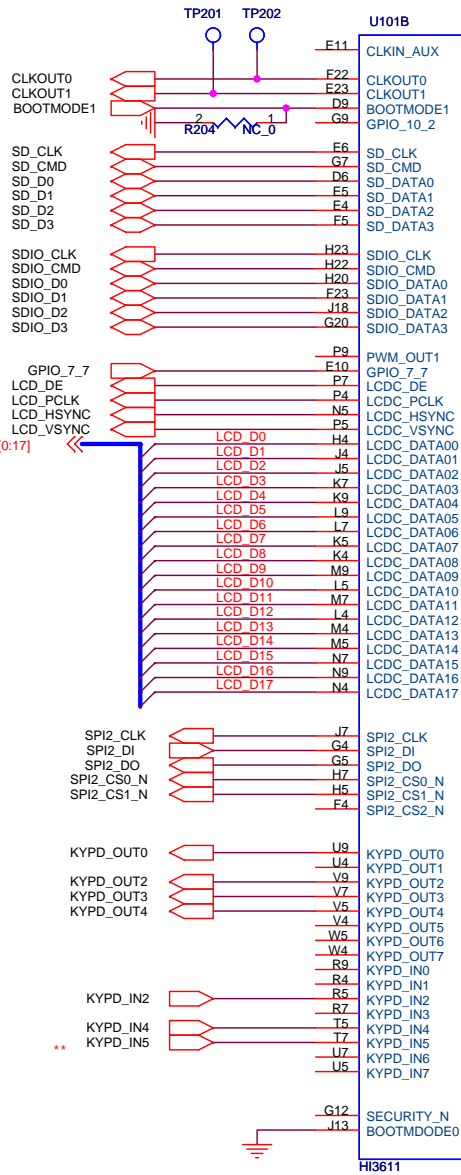 TP201 TP202
U101B
E11 CLKIN_AUX
CLKOUT0 F22 CLKOUT0
CLKOUT1 E23 CLKOUT1
BOOTMODE1 D9 BOOTMODE1
2 1 G9 GPIO_10_2
R204 NC_0
SD_CLK E6 SD_CLK
SD_CMD G7 SD_CMD
SD_D0 D6 SD_DATA0
SD_D1 E5 SD_DATA1
SD_D2 E4 SD_DATA2
SD_D3 F5 SD_DATA3
SDIO_CLK H23 SDIO_CLK
SDIO_CMD H22 SDIO_CMD
SDIO_D0 H20 SDIO_DATA0
SDIO_D1 F23 SDIO_DATA1
SDIO_D2 J18 SDIO_DATA2
SDIO_D3 G20 SDIO_DATA3
P9 PWM_OUT1
GPIO_7_7 E10 GPIO_7_7
LCD_DE P7 LCDC_DE
LCD_PCLK P4 LCDC_PCLK
LCD_HSYNC N5 LCDC_HSYNC
LCD_VSYNC P5 LCDC_VSYNC
[0:17] LCD_D0 H4 LCDC_DATA00
LCD_D1 J4 LCDC_DATA01
LCD_D2 J5 LCDC_DATA02
LCD_D3 K7 LCDC_DATA03
LCD_D4 K9 LCDC_DATA04
LCD_D5 L9 LCDC_DATA05
LCD_D6 L7 LCDC_DATA06
LCD_D7 K5 LCDC_DATA07
LCD_D8 K4 LCDC_DATA08
LCD_D9 M9 LCDC_DATA09
LCD_D10 L5 LCDC_DATA10
LCD_D11 M7 LCDC_DATA11
LCD_D12 L4 LCDC_DATA12
LCD_D13 M4 LCDC_DATA13
LCD_D14 M5 LCDC_DATA14
LCD_D15 N7 LCDC_DATA15
LCD_D16 N9 LCDC_DATA16
LCD_D17 N4 LCDC_DATA17
SPI2_CLK J7 SPI2_CLK
SPI2_DI G4 SPI2_DI
SPI2_DO G5 SPI2_DO
SPI2_CS0_N H7 SPI2_CS0_N
SPI2_CS1_N H5 SPI2_CS1_N
F4 SPI2_CS2_N
KYPD_OUT0 U9 KYPD_OUT0
U4 KYPD_OUT1
KYPD_OUT2 V9 KYPD_OUT2
KYPD_OUT3 V7 KYPD_OUT3
KYPD_OUT4 V5 KYPD_OUT4
V4 KYPD_OUT5
W5 KYPD_OUT6
W4 KYPD_OUT7
R9 KYPD_IN0
R4 KYPD_IN1
KYPD_IN2 R5 KYPD_IN2
R7 KYPD_IN3
KYPD_IN4 T5 KYPD_IN4
KYPD_IN5 T7 KYPD_IN5
** U7 KYPD_IN6
U5 KYPD_IN7
G12 SECURITY_N
J13 BOOTMDODE0
HI3611